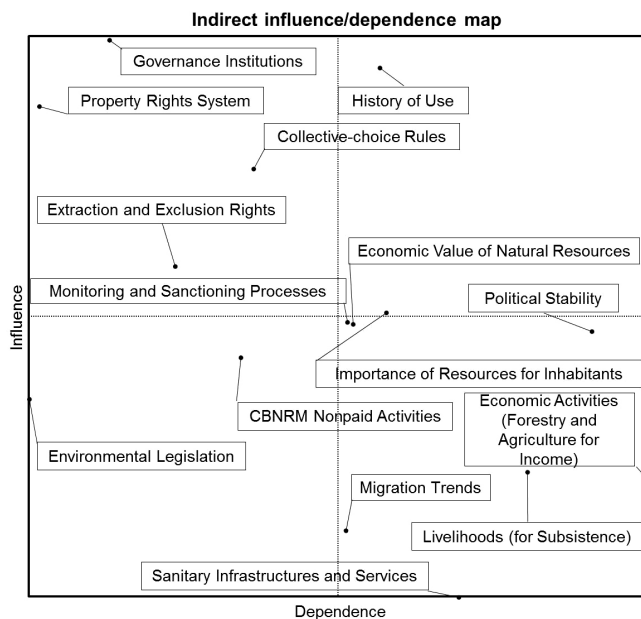 Indirect influence/dependence map
Governance Institutions
Property Rights System
History of Use
Collective-choice Rules
Extraction and Exclusion Rights
Economic Value of Natural Resources
Monitoring and Sanctioning Processes
Political Stability
Influence
Importance of Resources for Inhabitants
CBNRM Nonpaid Activities
Economic Activities
(Forestry and
Agriculture for
Income)
Environmental Legislation
Migration Trends
Livelihoods (for Subsistence)
Sanitary Infrastructures and Services
Dependence